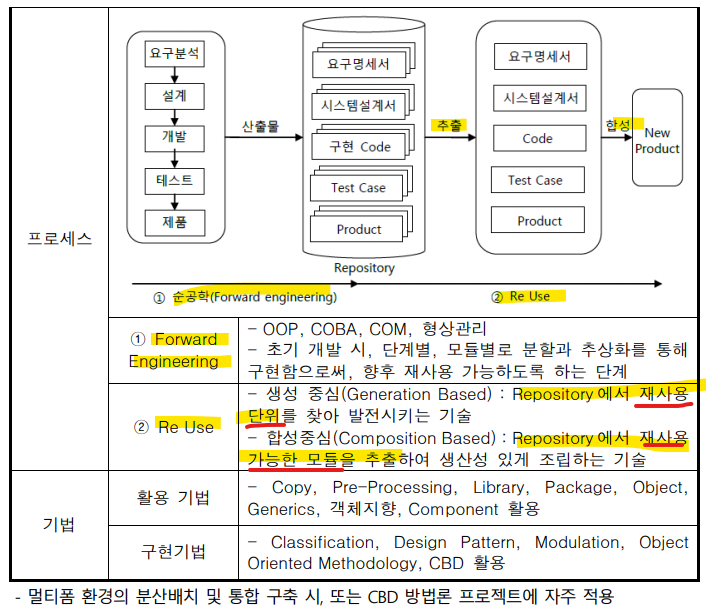 프로세스
요구분석
설계
개발
테스트
제품
산출물
요구명세서
시스템설계서
구현 Code
Test Case
Product
Repository
추출
요구명세서
시스템설계서
Code
Test Case
Product
합성
New
Product
① 순공학(Forward engineering)
② Re Use
① Forward
Engineering
- OOP, COBA, COM, 형상관리
- 초기 개발 시, 단계별, 모듈별로 분할과 추상화를 통해
구현함으로써, 향후 재사용 가능하도록 하는 단계
② Re Use
- 생성 중심(Generation Based) : Repository에서 재사용
단위를 찾아 발전시키는 기술
- 합성중심(Composition Based) : Repository에서 재사용
가능한 모듈을 추출하여 생산성 있게 조립하는 기술
기법
활용 기법
- Copy, Pre-Processing, Library, Package, Object,
Generics, 객체지향, Component 활용
구현기법
- Classification, Design Pattern, Modulation, Object
Oriented Methodology, CBD 활용
- 멀티폼 환경의 분산배치 및 통합 구축 시, 또는 CBD 방법론 프로젝트에 자주 적용